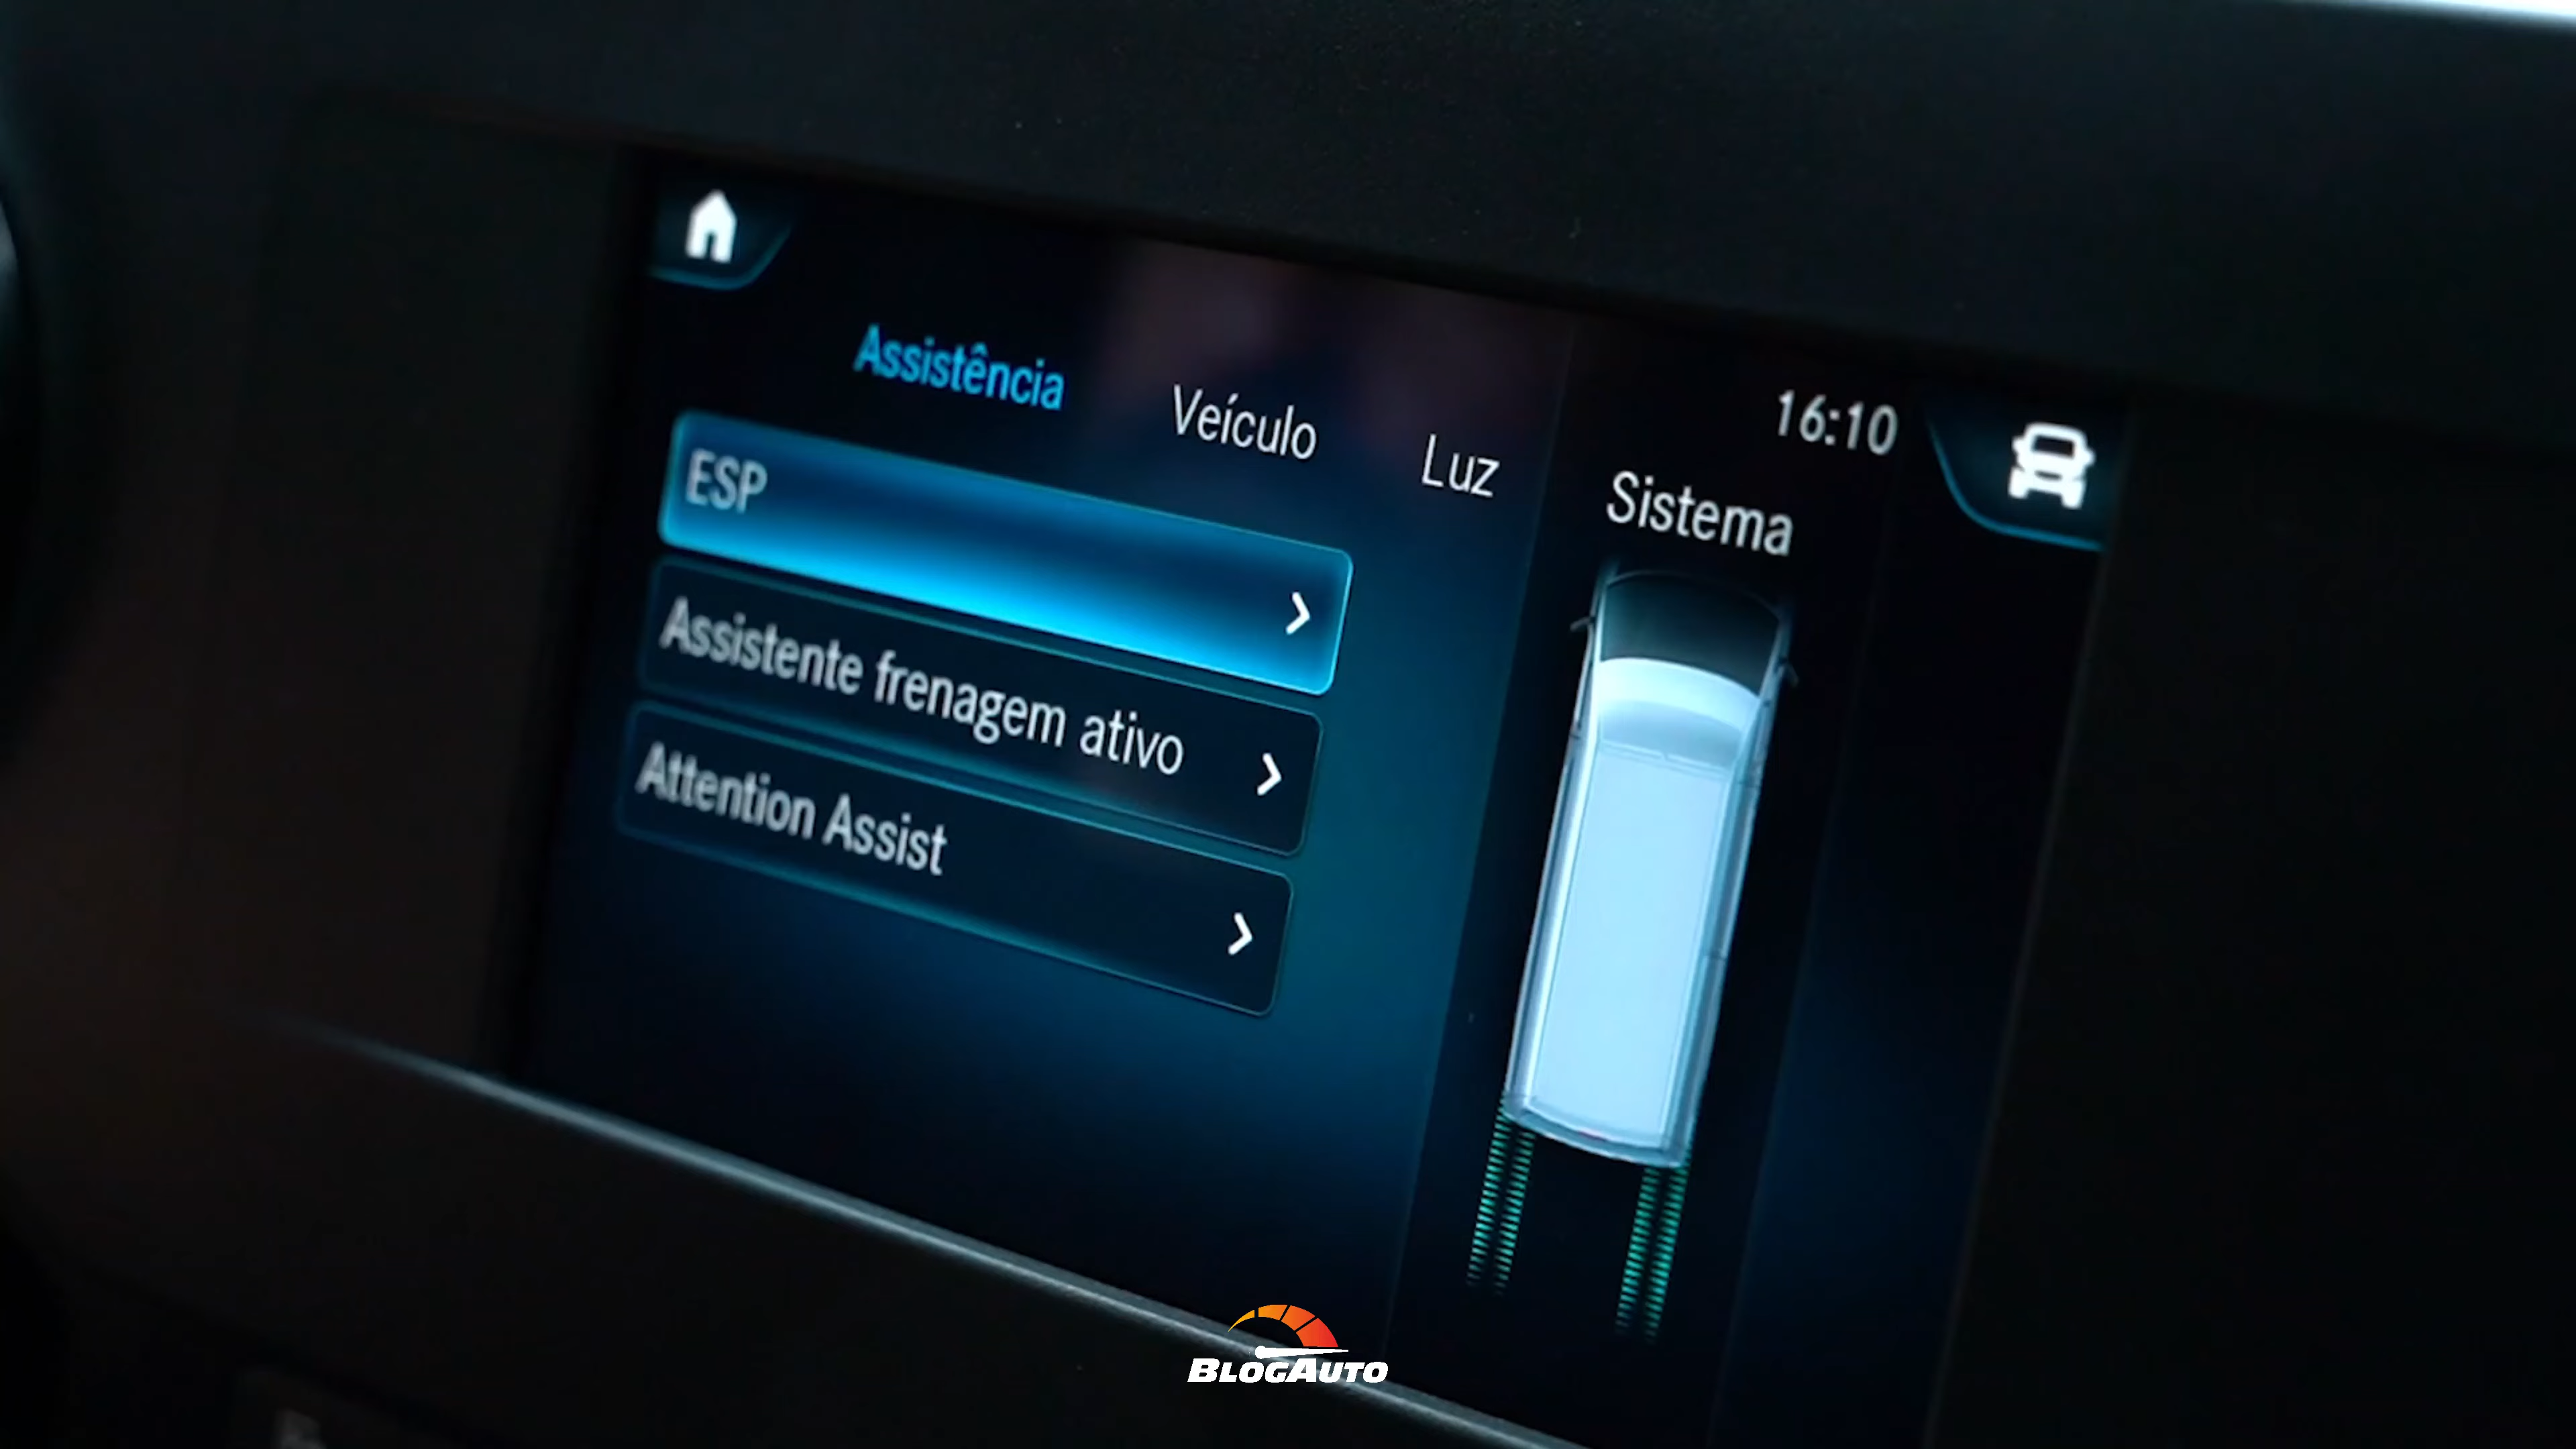 16:10
Assistência Veículo Luz Sistema
ESP
Assistente frenagem ativo
Attention Assist
BLOGAUTO